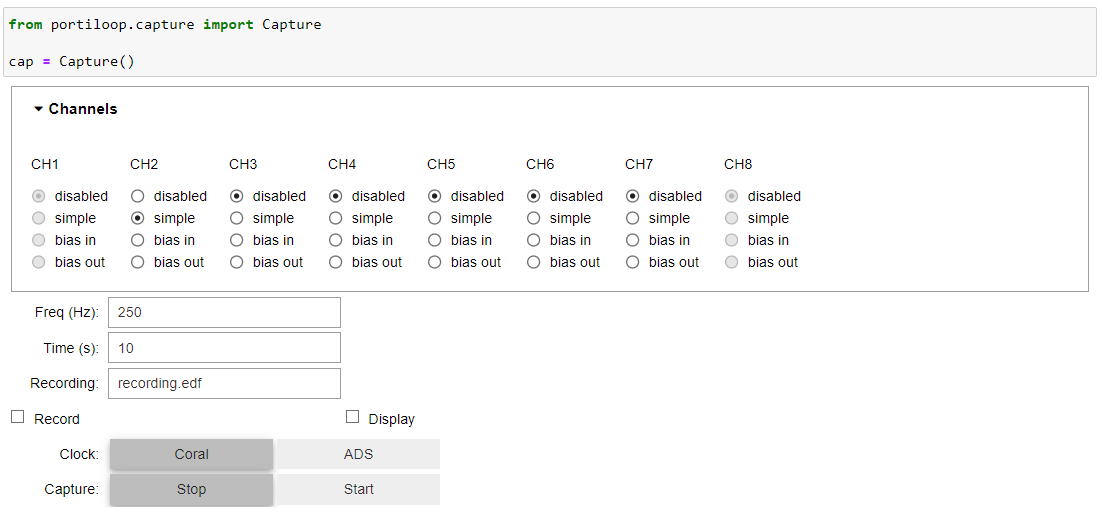 from portiloop.capture import Capture
cap = Capture()
Channels
CH1 CH2 CH3 CH4 CH5 CH6 CH7 CH8
disabled disabled disabled disabled disabled disabled disabled disabled
simple simple simple simple simple simple simple simple
bias in bias in bias in bias in bias in bias in bias in bias in
bias out bias out bias out bias out bias out bias out bias out bias out
Freq (Hz): 250
Time (s): 10
Recording: recording.edf
Record Display
Clock: Coral ADS
Capture: Stop Start